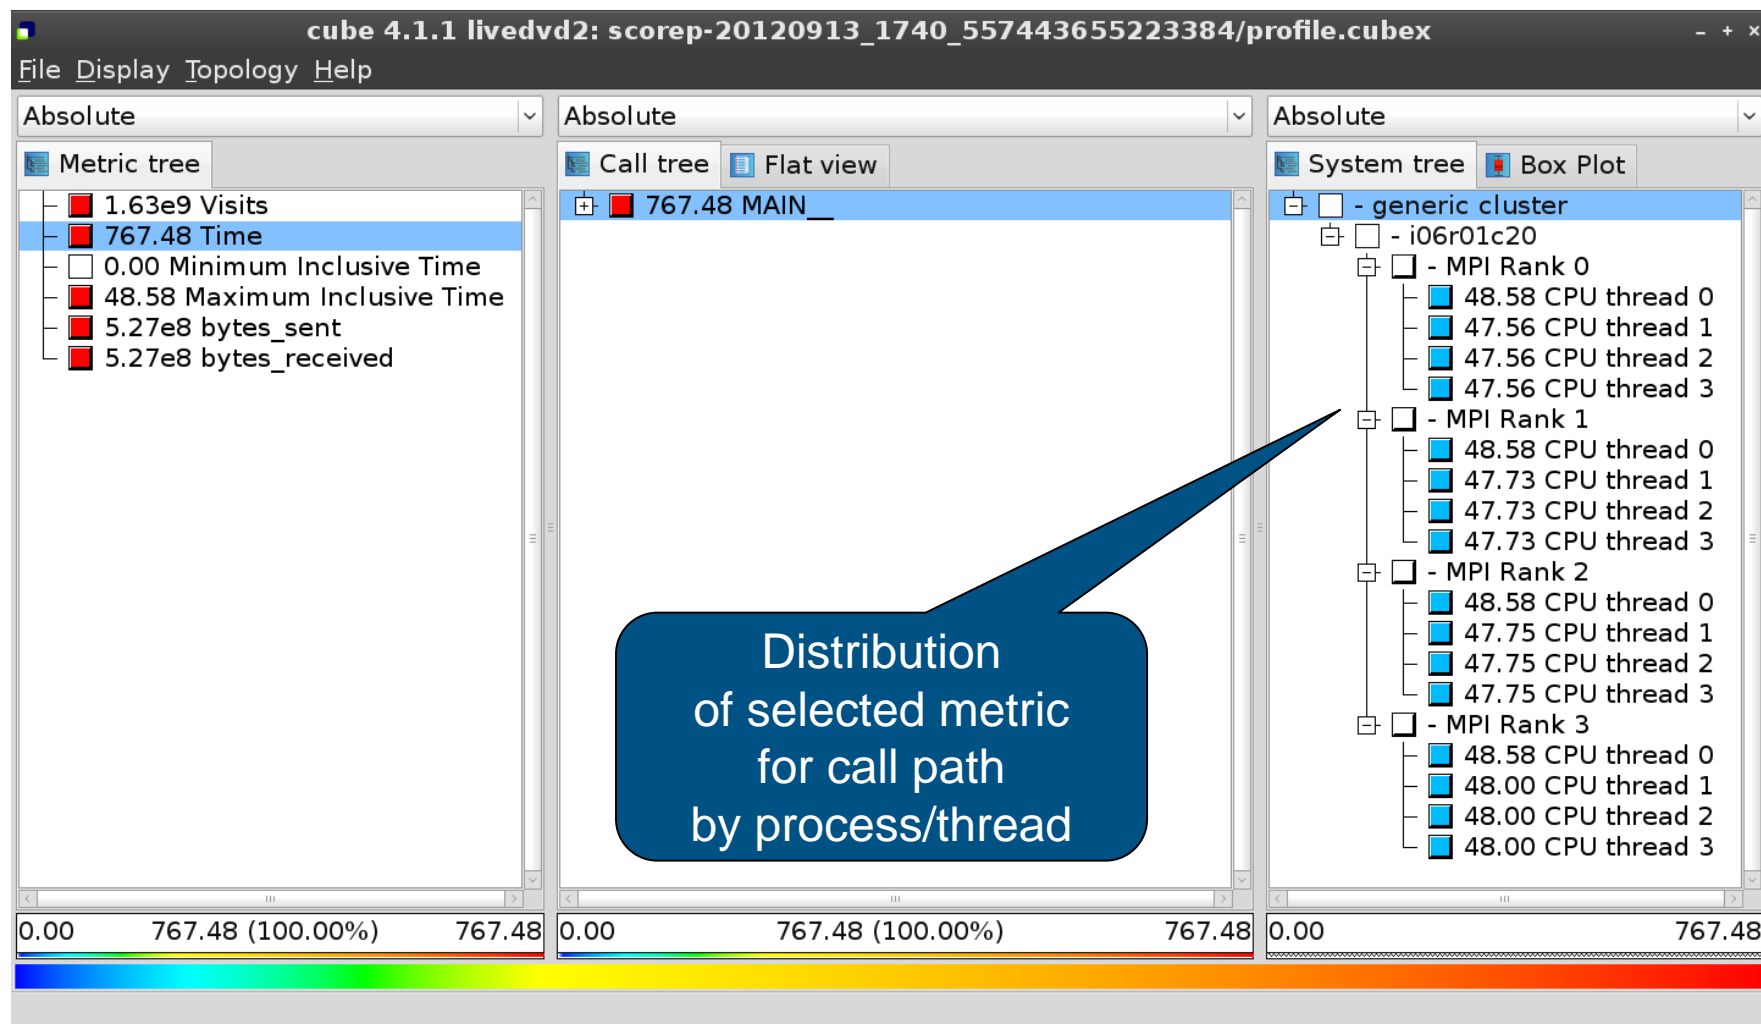 cube 4.1.1 livedvd2: scorep-20120913_1740_557443655223384/profile.cubex
File Display Topology Help
Absolute
Metric tree
1.63e9 Visits
767.48 Time
0.00 Minimum Inclusive Time
48.58 Maximum Inclusive Time
5.27e8 bytes_sent
5.27e8 bytes_received
0.00 767.48 (100.00%) 767.48
Absolute
Call tree Flat view
767.48 MAIN__
Distribution
of selected metric
for call path
by process/thread
0.00 767.48 (100.00%) 767.48
Absolute
System tree Box Plot
- generic cluster
- i06r01c20
- MPI Rank 0
48.58 CPU thread 0
47.56 CPU thread 1
47.56 CPU thread 2
47.56 CPU thread 3
- MPI Rank 1
48.58 CPU thread 0
47.73 CPU thread 1
47.73 CPU thread 2
47.73 CPU thread 3
- MPI Rank 2
48.58 CPU thread 0
47.75 CPU thread 1
47.75 CPU thread 2
47.75 CPU thread 3
- MPI Rank 3
48.58 CPU thread 0
48.00 CPU thread 1
48.00 CPU thread 2
48.00 CPU thread 3
0.00 767.48